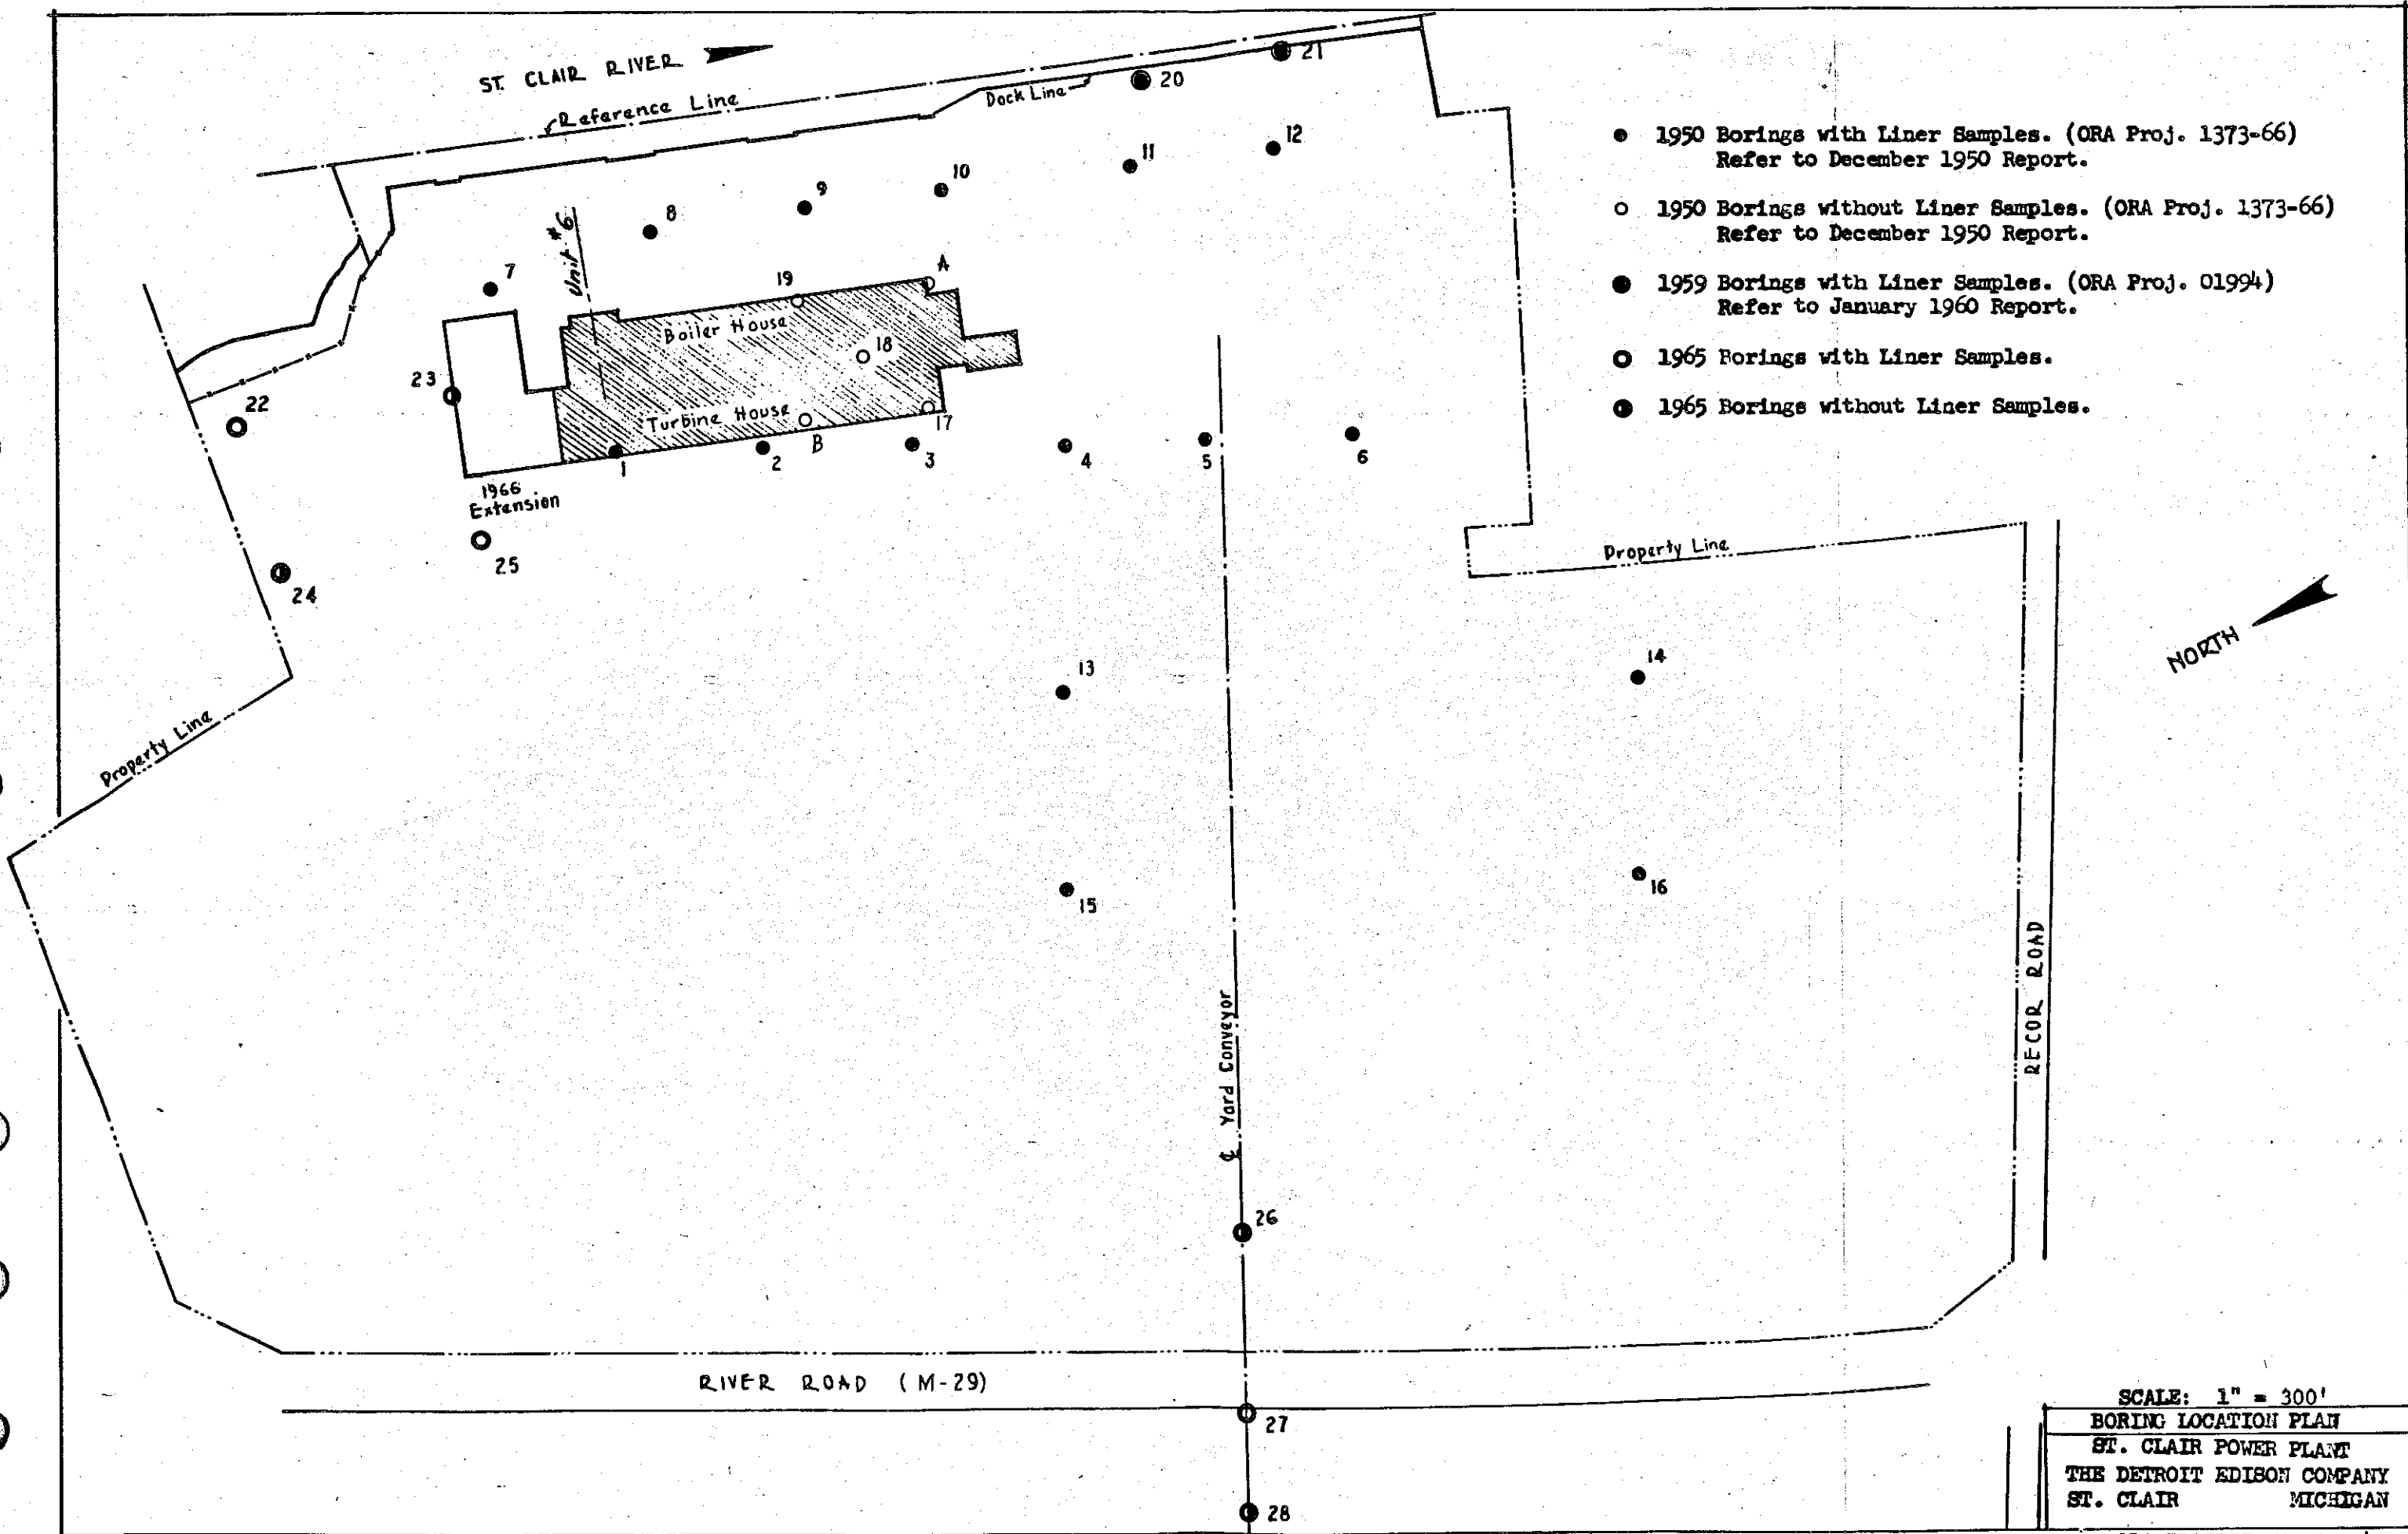 ST. CLAIR RIVER
Reference Line
Dock Line
21
20
12
11
10
9
8
7
Unit #6
A
19
Boiler House
18
23
22
Turbine House
B
17
1
2
3
4
5
6
1966
Extension
25
24
1950 Borings with Liner Samples. (ORA Proj. 1373-66)
Refer to December 1950 Report.
1950 Borings without Liner Samples. (ORA Proj. 1373-66)
Refer to December 1950 Report.
1959 Borings with Liner Samples. (ORA Proj. 01994)
Refer to January 1960 Report.
1965 Borings with Liner Samples.
1965 Borings without Liner Samples.
Property Line
NORTH
13
14
Property Line
15
16
RECOR ROAD
℄ Yard Conveyor
26
RIVER ROAD (M-29)
27
28
SCALE: 1" = 300'
BORING LOCATION PLAN
ST. CLAIR POWER PLANT
THE DETROIT EDISON COMPANY
ST. CLAIR MICHIGAN